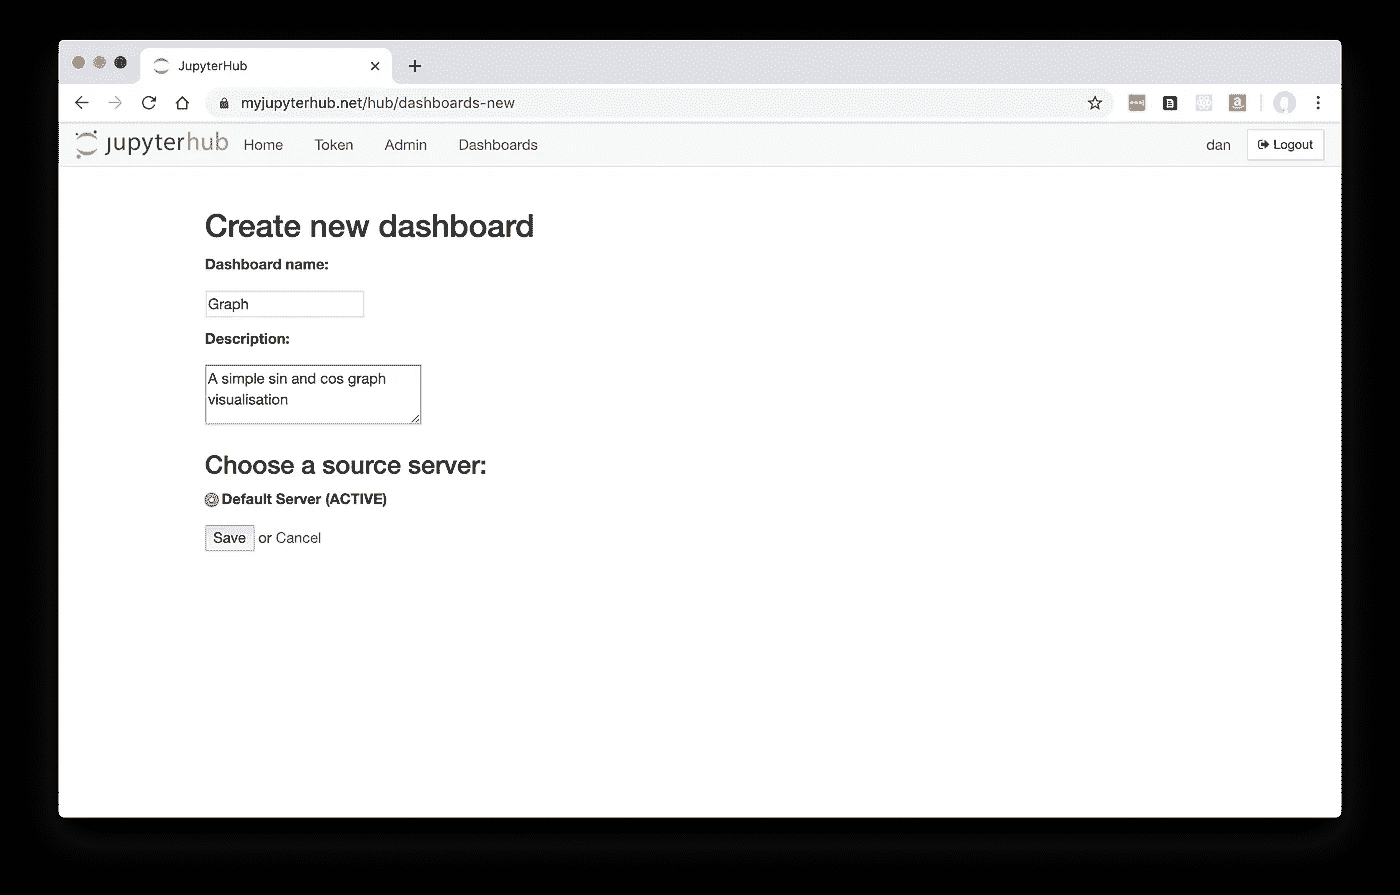 JupyterHub
myjupyterhub.net/hub/dashboards-new
jupyterhub Home Token Admin Dashboards dan Logout
Create new dashboard
Dashboard name:
Graph
Description:
A simple sin and cos graph
visualisation
Choose a source server:
Default Server (ACTIVE)
Save or Cancel